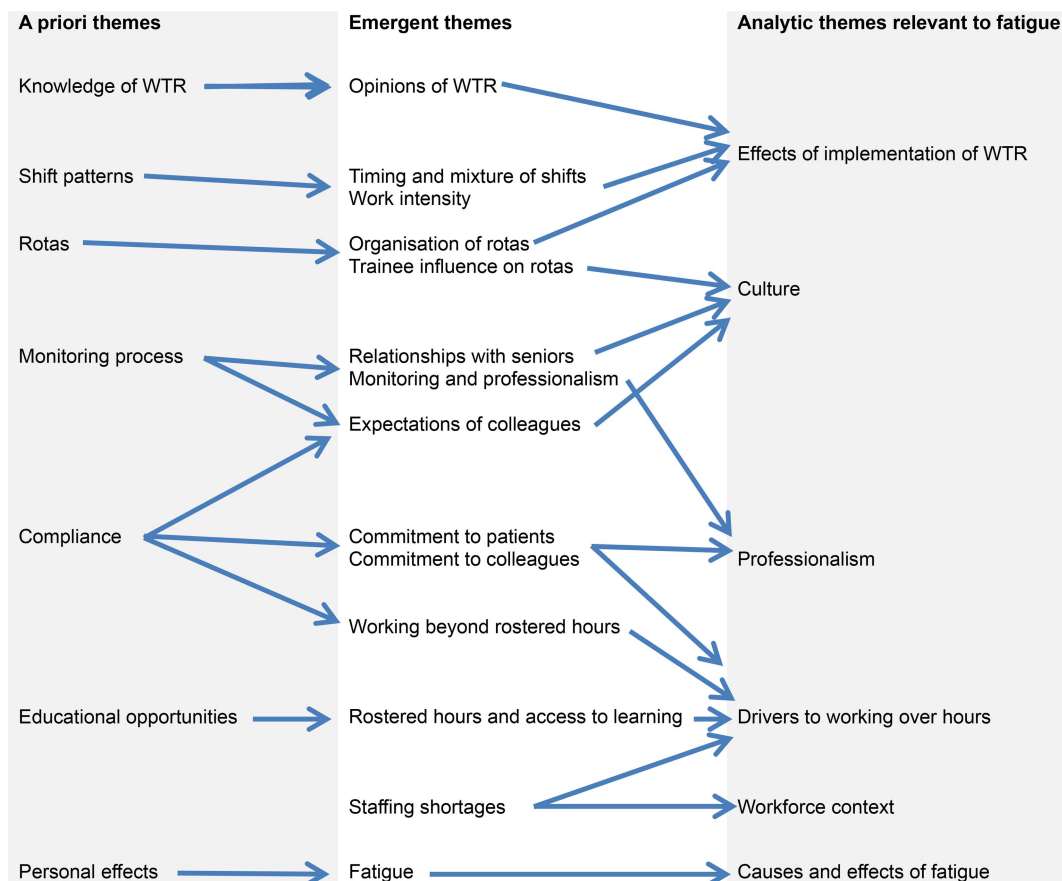 A priori themes
Emergent themes
Analytic themes relevant to fatigue
Knowledge of WTR
Opinions of WTR
Effects of implementation of WTR
Shift patterns
Timing and mixture of shifts
Work intensity
Rotas
Organisation of rotas
Trainee influence on rotas
Culture
Monitoring process
Relationships with seniors
Monitoring and professionalism
Expectations of colleagues
Compliance
Commitment to patients
Commitment to colleagues
Professionalism
Working beyond rostered hours
Educational opportunities
Rostered hours and access to learning
Drivers to working over hours
Staffing shortages
Workforce context
Personal effects
Fatigue
Causes and effects of fatigue